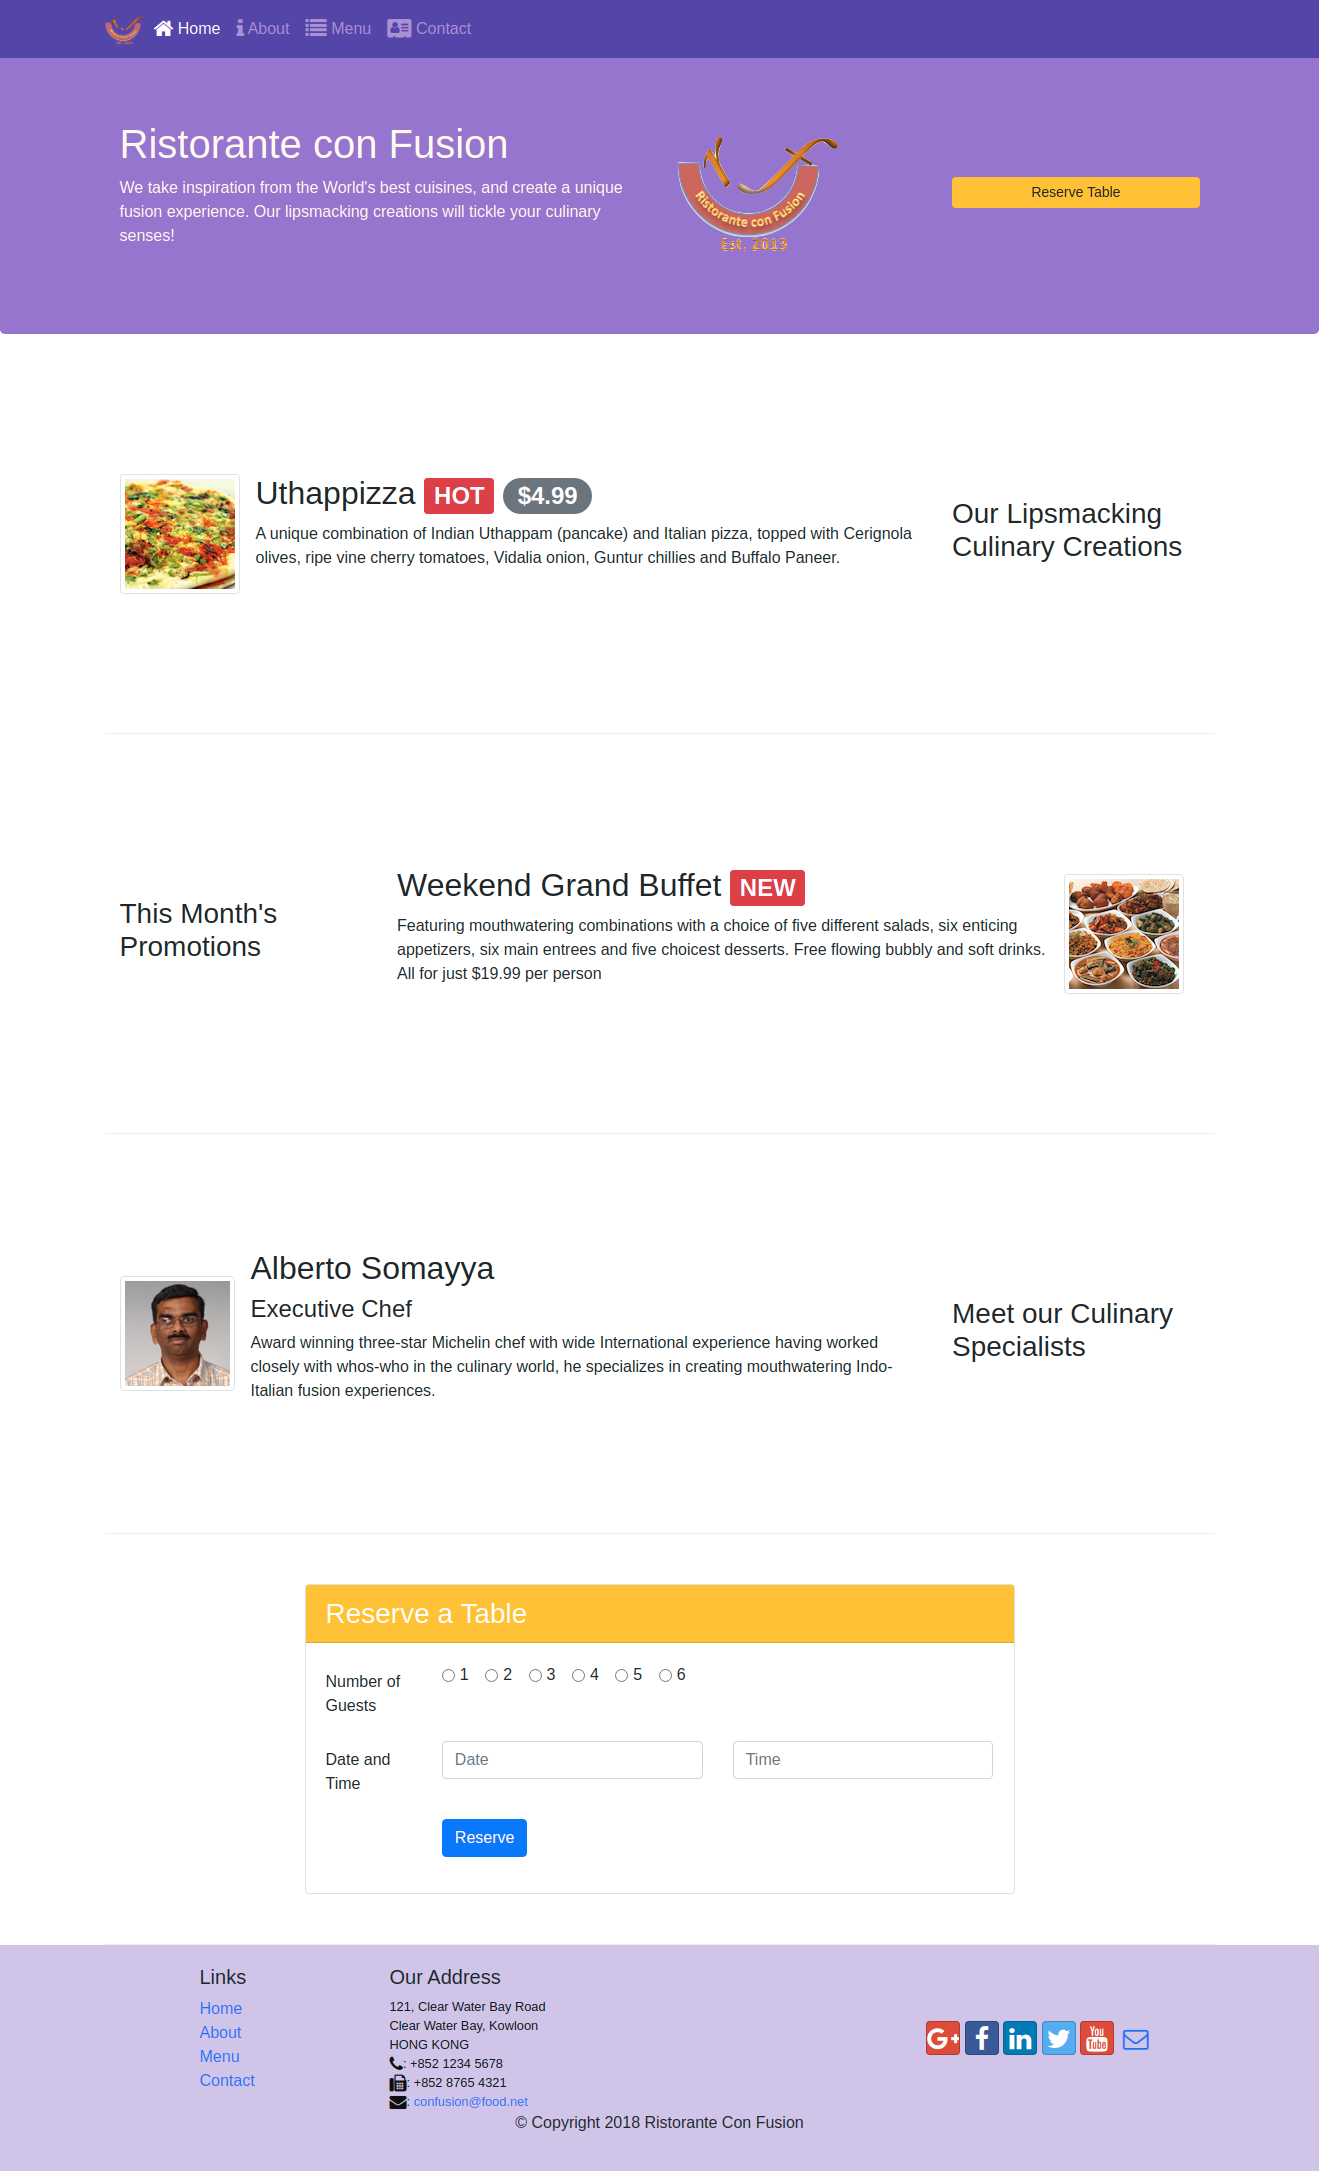 Home About Menu Contact
Ristorante con Fusion
We take inspiration from the World's best cuisines, and create a unique
fusion experience. Our lipsmacking creations will tickle your culinary
senses!
Ristorante con Fusion
Est. 2013
Reserve Table
Uthappizza HOT $4.99
A unique combination of Indian Uthappam (pancake) and Italian pizza, topped with Cerignola
olives, ripe vine cherry tomatoes, Vidalia onion, Guntur chillies and Buffalo Paneer.
Our Lipsmacking
Culinary Creations
This Month's
Promotions
Weekend Grand Buffet NEW
Featuring mouthwatering combinations with a choice of five different salads, six enticing
appetizers, six main entrees and five choicest desserts. Free flowing bubbly and soft drinks.
All for just $19.99 per person
Alberto Somayya
Executive Chef
Award winning three-star Michelin chef with wide International experience having worked
closely with whos-who in the culinary world, he specializes in creating mouthwatering Indo-
Italian fusion experiences.
Meet our Culinary
Specialists
Reserve a Table
Number of
Guests
1 2 3 4 5 6
Date and
Time
Date
Time
Reserve
Links
Home
About
Menu
Contact
Our Address
121, Clear Water Bay Road
Clear Water Bay, Kowloon
HONG KONG
: +852 1234 5678
: +852 8765 4321
: confusion@food.net
G+ f in You Tube
© Copyright 2018 Ristorante Con Fusion